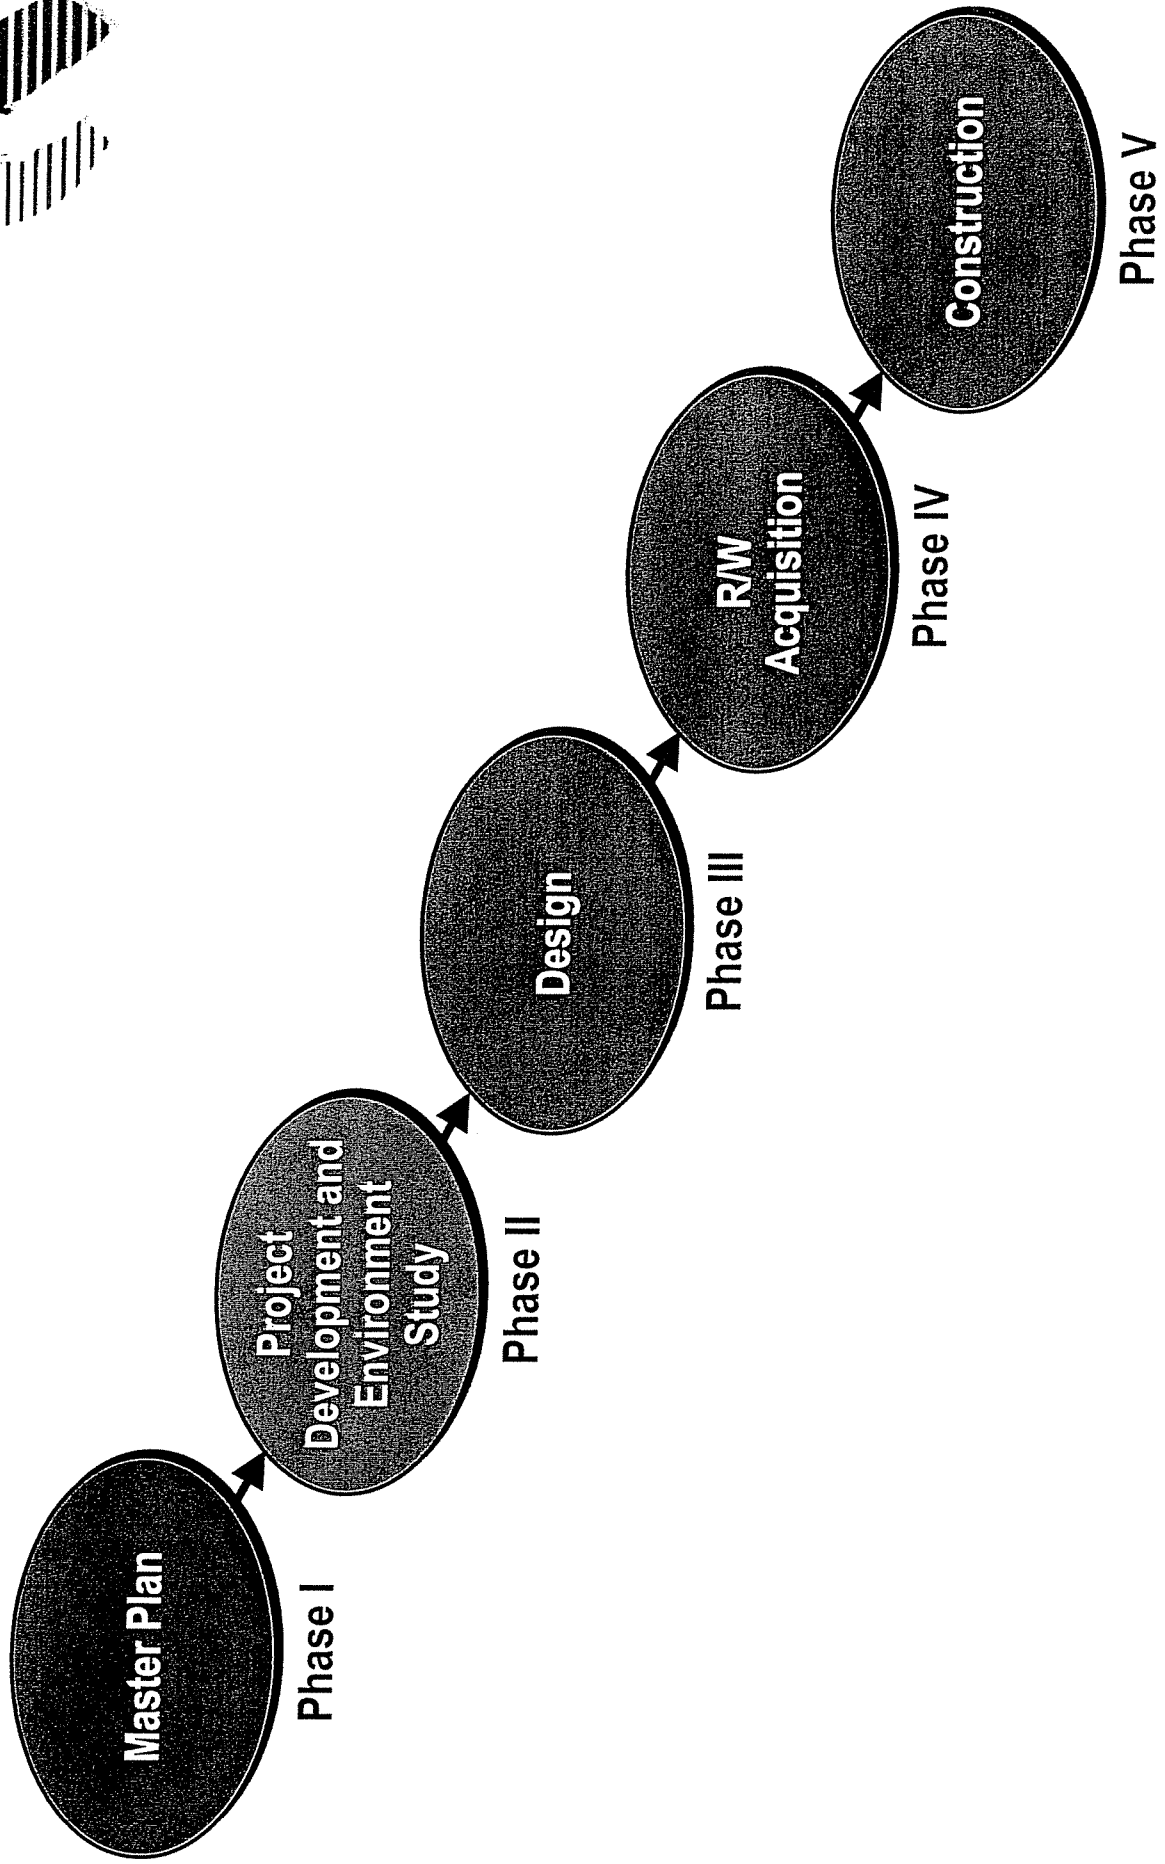 Master Plan
Phase I
Project
Development and
Environment
Study
Phase II
Design
Phase III
R/W
Acquisition
Phase IV
Construction
Phase V